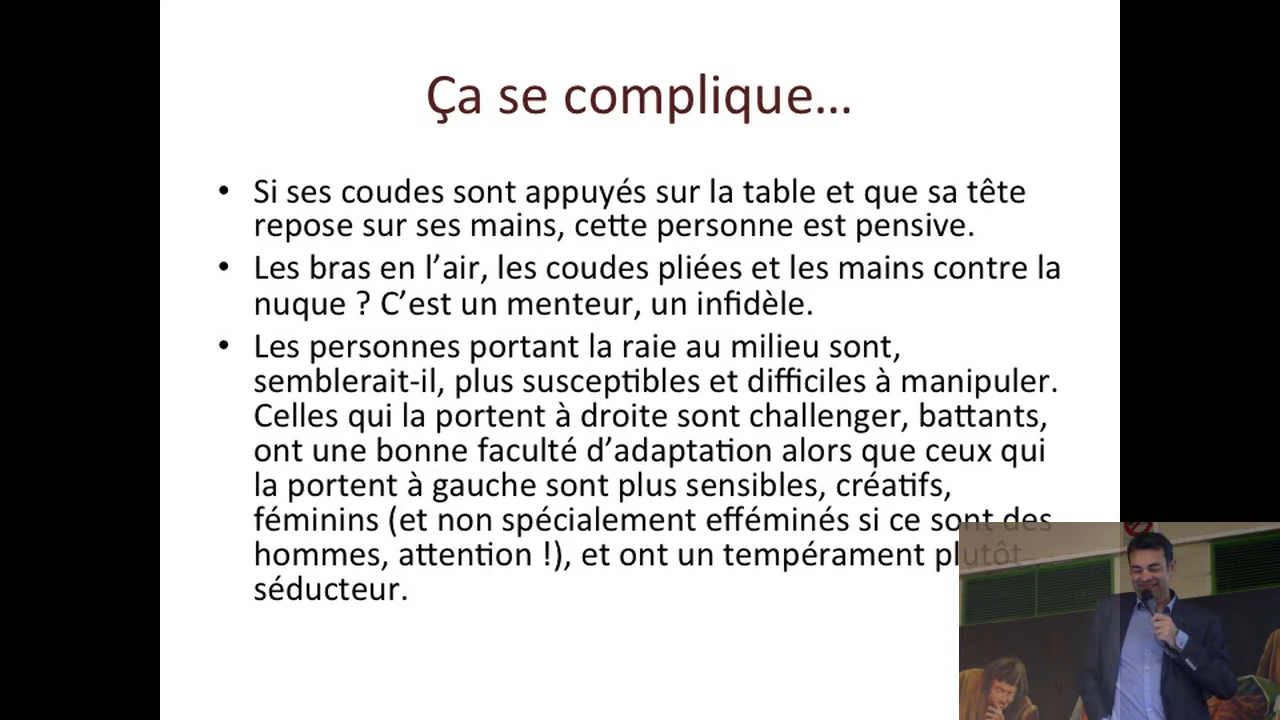 Ça se complique…
• Si ses coudes sont appuyés sur la table et que sa tête
repose sur ses mains, cette personne est pensive.
• Les bras en l’air, les coudes pliées et les mains contre la
nuque ? C’est un menteur, un infidèle.
• Les personnes portant la raie au milieu sont,
semblerait-il, plus susceptibles et difficiles à manipuler.
Celles qui la portent à droite sont challenger, battants,
ont une bonne faculté d’adaptation alors que ceux qui
la portent à gauche sont plus sensibles, créatifs,
féminins (et non spécialement efféminés si ce sont des
hommes, attention !), et ont un tempérament plutôt
séducteur.